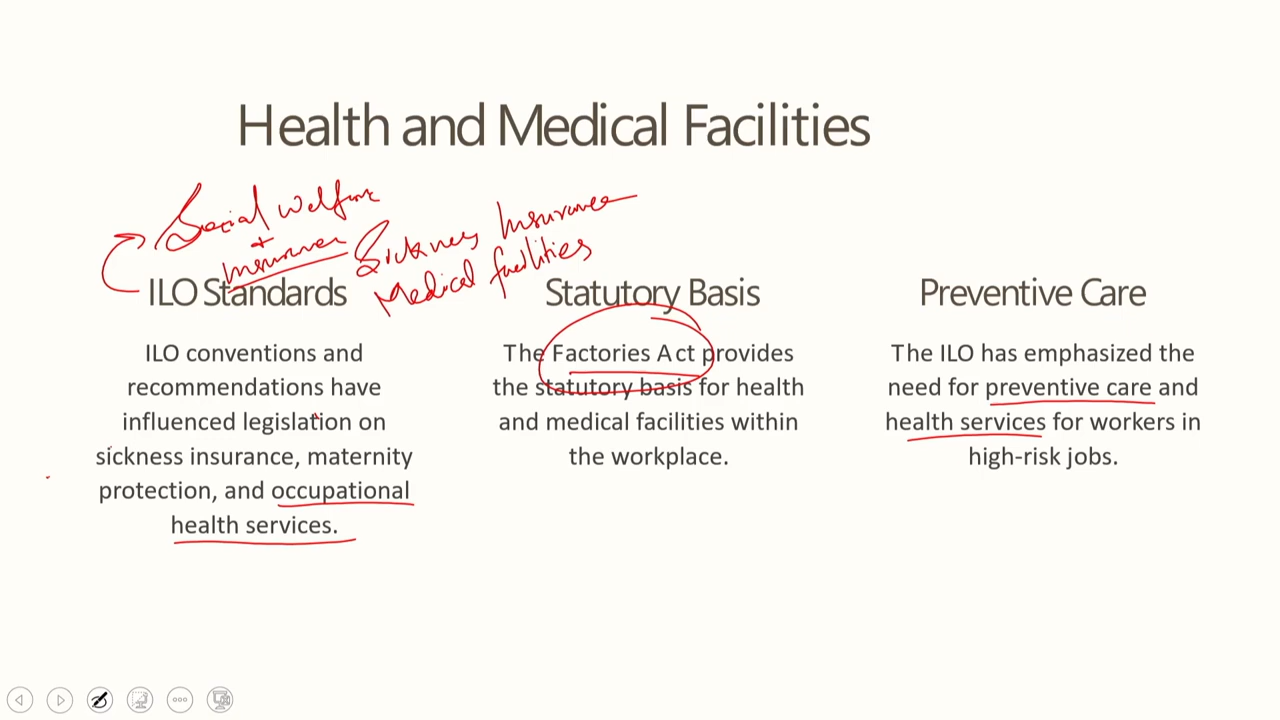 Health and Medical Facilities
Social Welfare
+
Insurance
Sickness Insurance
Medical facilities
ILO Standards
ILO conventions and
recommendations have
influenced legislation on
sickness insurance, maternity
protection, and occupational
health services.
Statutory Basis
The Factories Act provides
the statutory basis for health
and medical facilities within
the workplace.
Preventive Care
The ILO has emphasized the
need for preventive care and
health services for workers in
high-risk jobs.